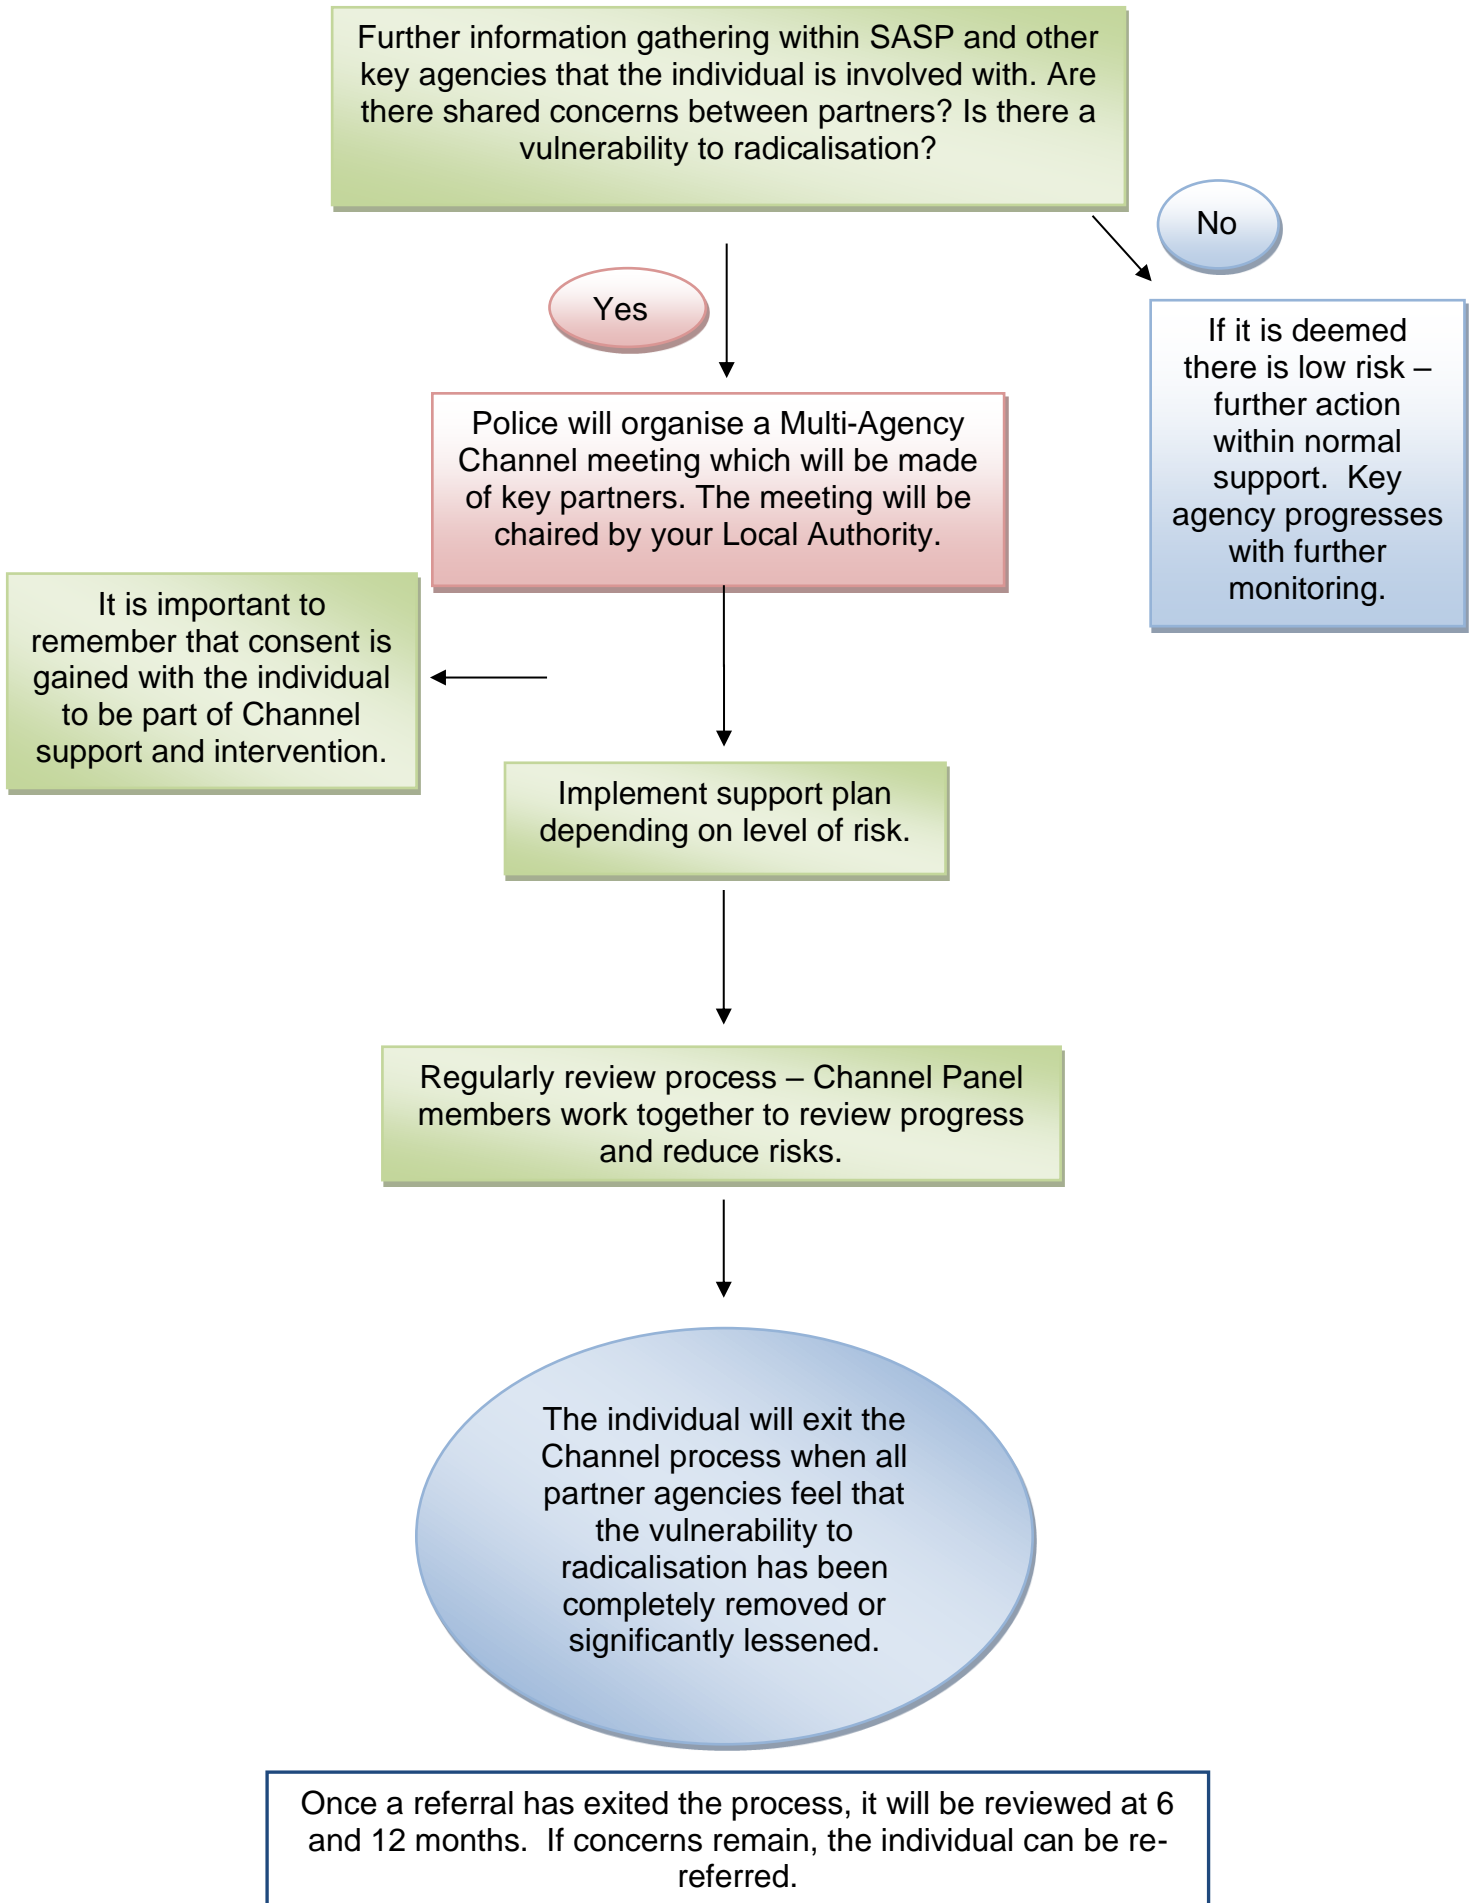 Further information gathering within SASP and other
key agencies that the individual is involved with. Are
there shared concerns between partners? Is there a
vulnerability to radicalisation?
No
Yes
If it is deemed
there is low risk –
further action
within normal
support.  Key
agency progresses
with further
monitoring.
Police will organise a Multi-Agency
Channel meeting which will be made
of key partners. The meeting will be
chaired by your Local Authority.
It is important to
remember that consent is
gained with the individual
to be part of Channel
support and intervention.
Implement support plan
depending on level of risk.
Regularly review process – Channel Panel
members work together to review progress
and reduce risks.
The individual will exit the
Channel process when all
partner agencies feel that
the vulnerability to
radicalisation has been
completely removed or
significantly lessened.
Once a referral has exited the process, it will be reviewed at 6
and 12 months.  If concerns remain, the individual can be re-
referred.